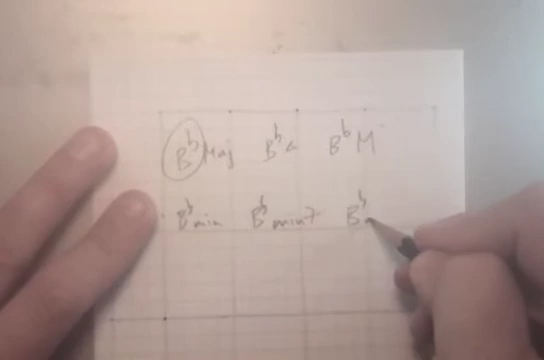 B♭ Maj B♭Δ B♭ M
B♭ min B♭ min7 B♭